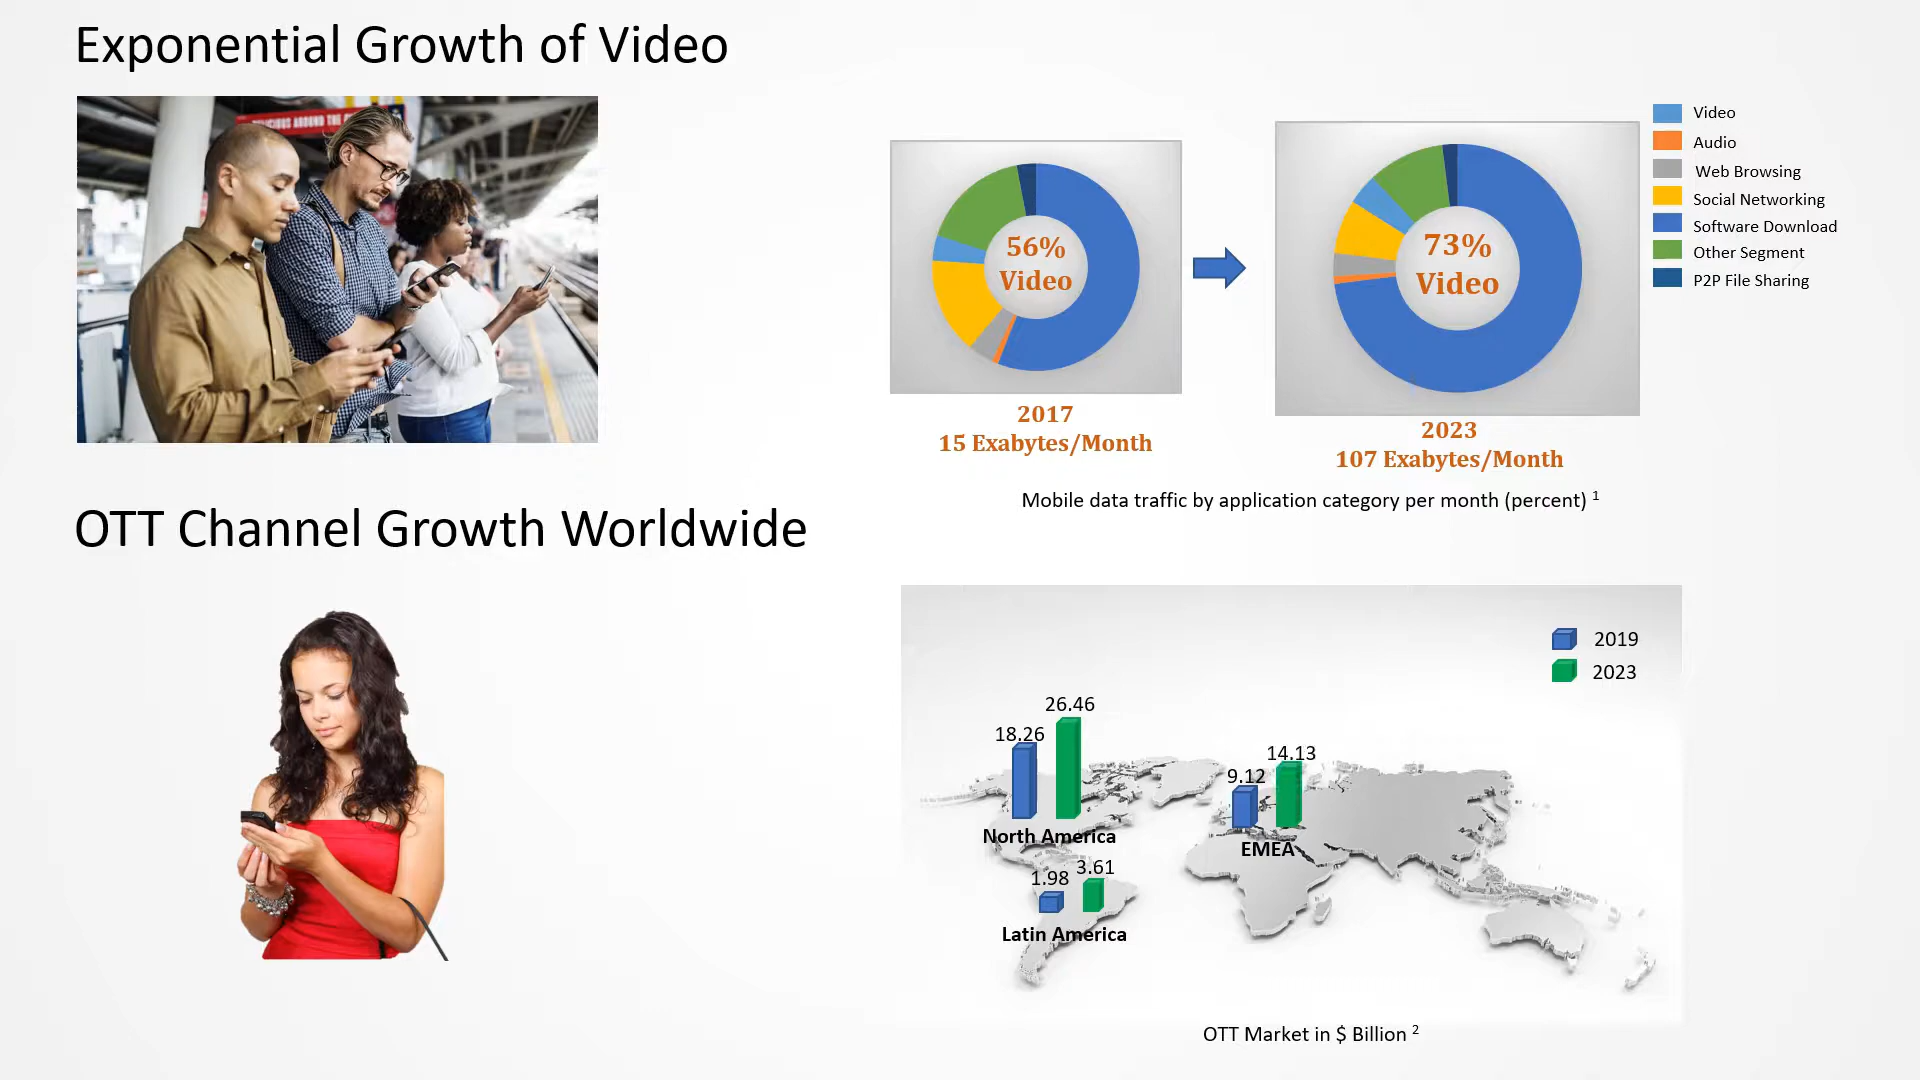 Exponential Growth of Video
DELICIOUS AROUND THE
56%
Video
2017
15 Exabytes/Month
73%
Video
2023
107 Exabytes/Month
Video
Audio
Web Browsing
Social Networking
Software Download
Other Segment
P2P File Sharing
Mobile data traffic by application category per month (percent) 1
OTT Channel Growth Worldwide
2019
2023
26.46
18.26
North America
14.13
9.12
EMEA
3.61
1.98
Latin America
OTT Market in $ Billion 2